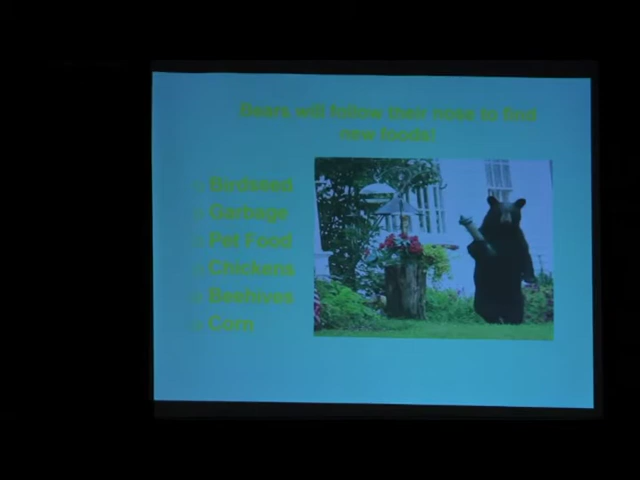 Bears will follow their nose to find
new foods!
Birdseed
Garbage
Pet Food
Chickens
Beehives
Corn